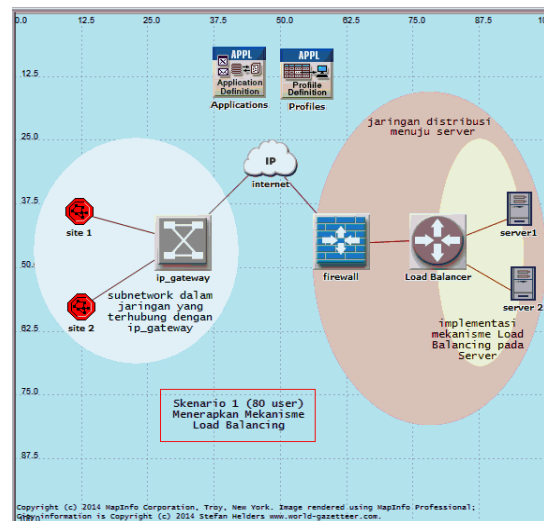 0.0 12.5 25.0 37.5 50.0 62.5 75.0 87.5 100
12.5
25.0
37.5
50.0
62.5
75.0
87.5
APPL
Application
Definition
Applications
APPL
Profile
Definition
Profiles
IP
internet
jaringan distribusi
menuju server
site 1
site 2
ip_gateway
subnetwork dalam
jaringan yang
terhubung dengan
ip_gateway
firewall
Load Balancer
server1
server 2
implementasi
mekanisme Load
Balancing pada
Server
Skenario 1 (80 user)
Menerapkan Mekanisme
Load Balancing
Copyright (c) 2014 MapInfo Corporation, Troy, New York. Image rendered using MapInfo Professional;
City information is Copyright (c) 2014 Stefan Helders www.world-gazetteer.com.